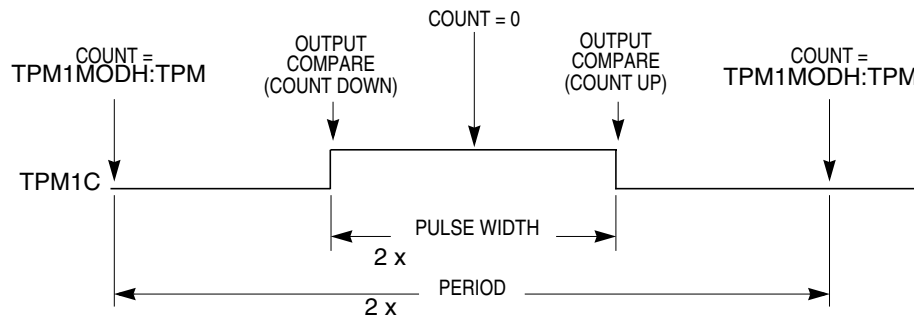 COUNT = 0
COUNT =
TPM1MODH:TPM
OUTPUT
COMPARE
(COUNT DOWN)
OUTPUT
COMPARE
(COUNT UP)
COUNT =
TPM1MODH:TPM
TPM1C
PULSE WIDTH
2 x
PERIOD
2 x